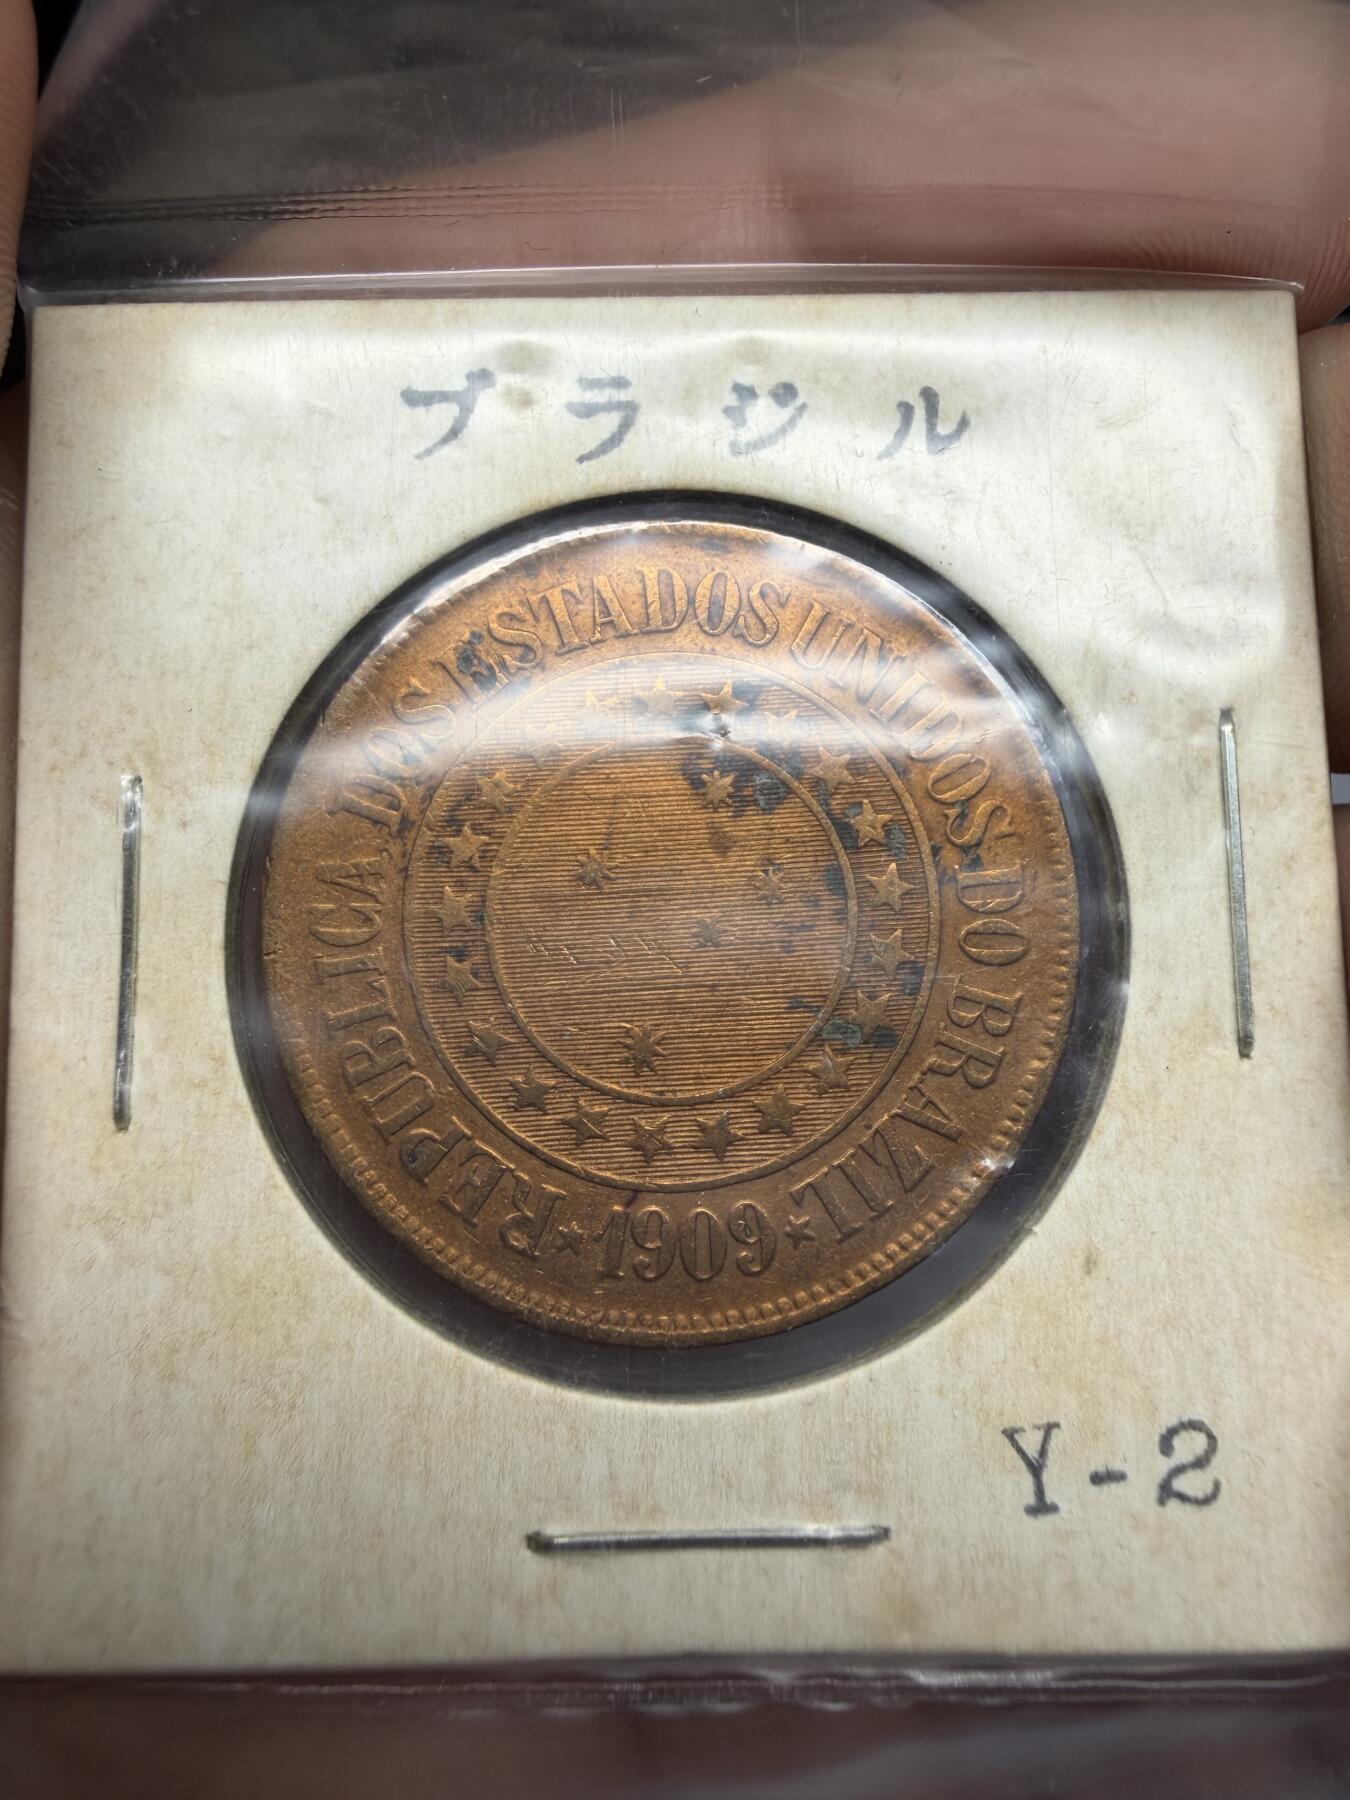 ブラジル
REPUBLICA DOS ESTADOS UNIDOS DO BRAZIL
★1909★
Y-2